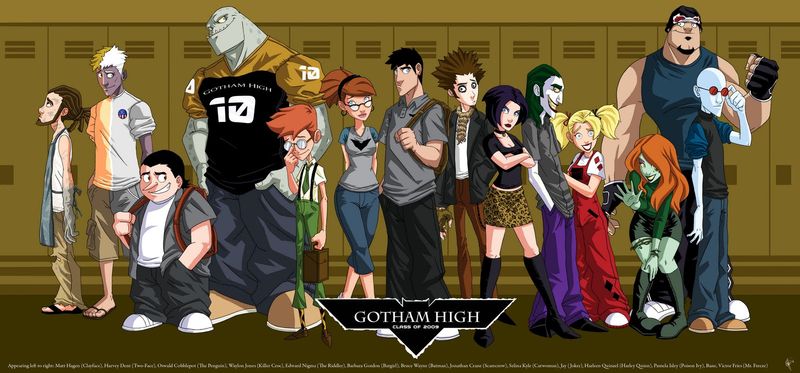 GOTHAM HIGH
10
10
GOTHAM HIGH
CLASS OF 2009
Appearing left to right: Matt Hagen (Clayface), Harvey Dent (Two-Face), Oswald Cobblepot (The Penguin), Waylon Jones (Killer Croc), Edward Nigma (The Riddler), Barbara Gordon (Batgirl), Bruce Wayne (Batman), Jonathan Crane (Scarecrow), Selina Kyle (Catwoman), Jay (Joker), Harleen Quinzel (Harley Quinn), Pamela Isley (Poison Ivy), Bane, Victor Fries (Mr. Freeze)